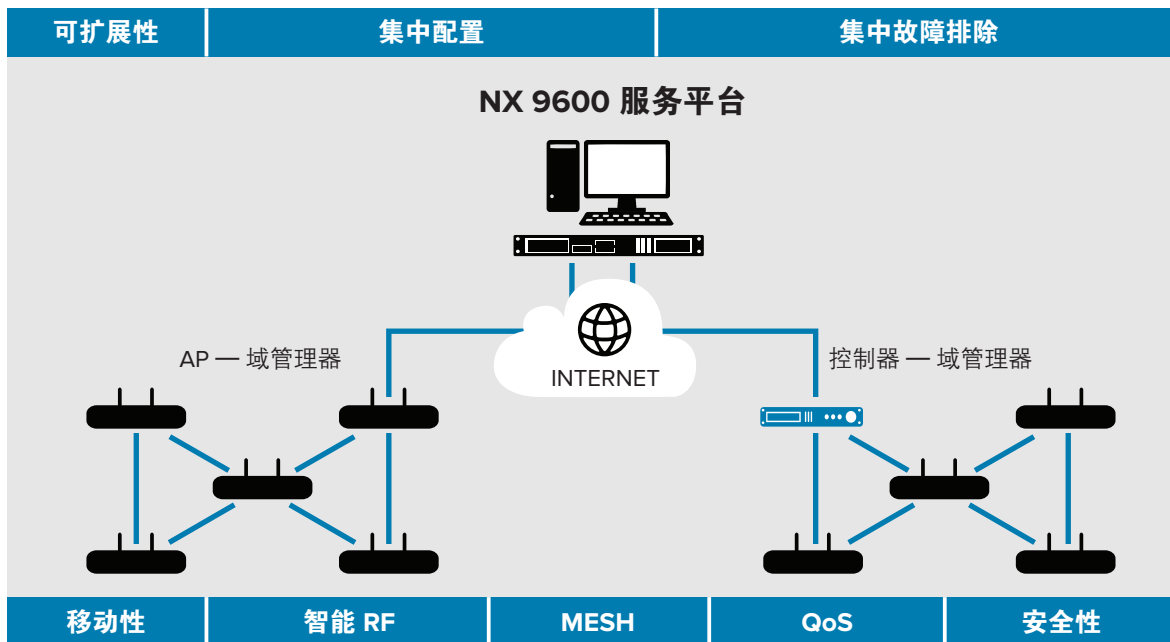 可扩展性
集中配置
集中故障排除
NX 9600 服务平台
INTERNET
AP — 域管理器
控制器 — 域管理器
移动性
智能 RF
MESH
QoS
安全性